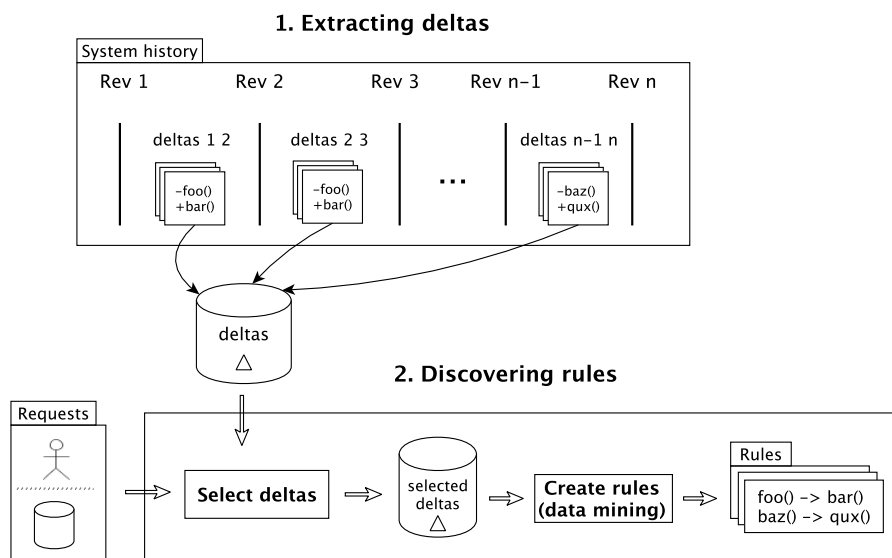 1. Extracting deltas
System history
Rev 1 Rev 2 Rev 3 Rev n-1 Rev n
deltas 1 2 deltas 2 3 deltas n-1 n
-foo() -foo() -baz()
+bar() +bar() +qux()
...
deltas
△
2. Discovering rules
Requests
Select deltas
selected
deltas
△
Create rules
(data mining)
Rules
foo() -> bar()
baz() -> qux()